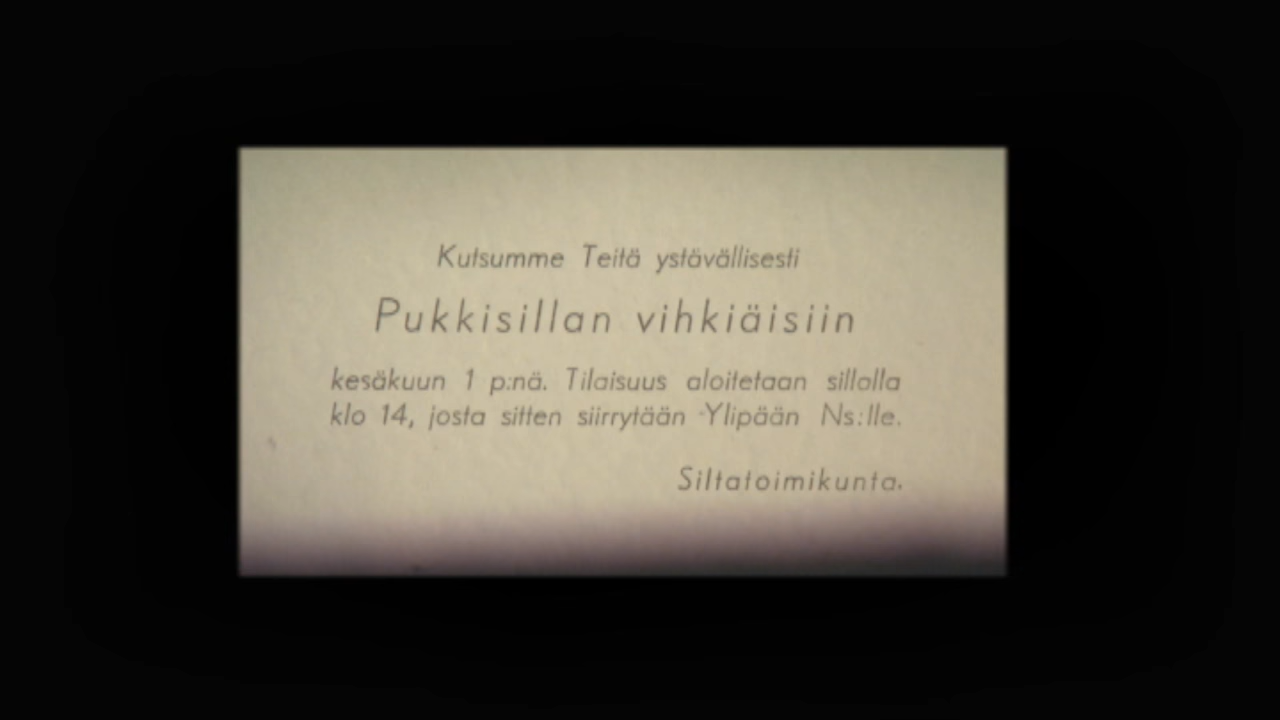 Kutsumme Teitä ystävällisesti
Pukkisillan vihkiäisiin
kesäkuun 1 p:nä. Tilaisuus aloitetaan sillalla
klo 14, josta sitten siirrytään Ylipään Ns:lle.
Siltatoimikunta.